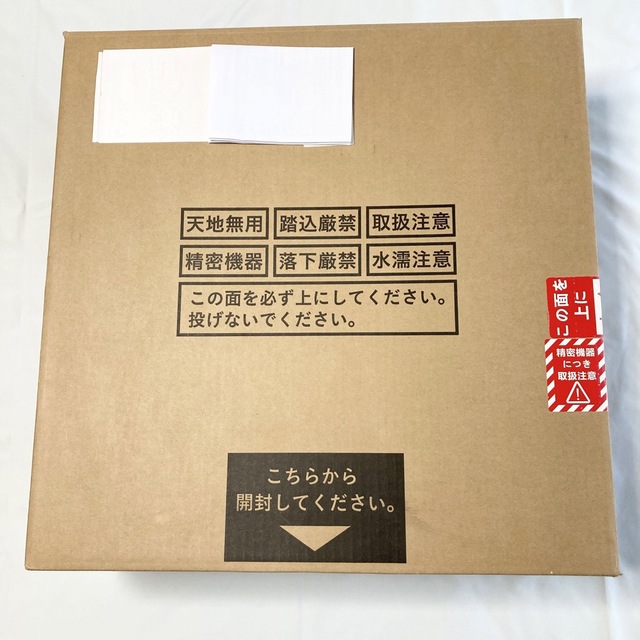 天地無用 踏込厳禁 取扱注意
精密機器 落下厳禁 水濡注意
この面を必ず上にしてください。
投げないでください。
この面を
上に
精密機器
につき
取扱注意
こちらから
開封してください。